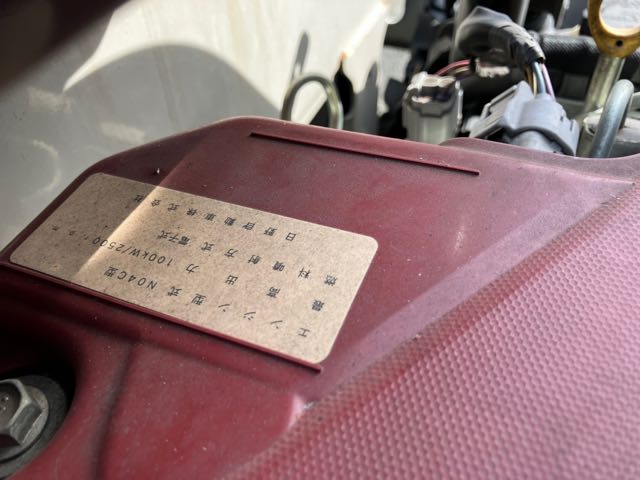 エンジン型式 N04C型
最高出力 100kW/2500r.p.m
燃料噴射方式 電子式
日野自動車株式会社